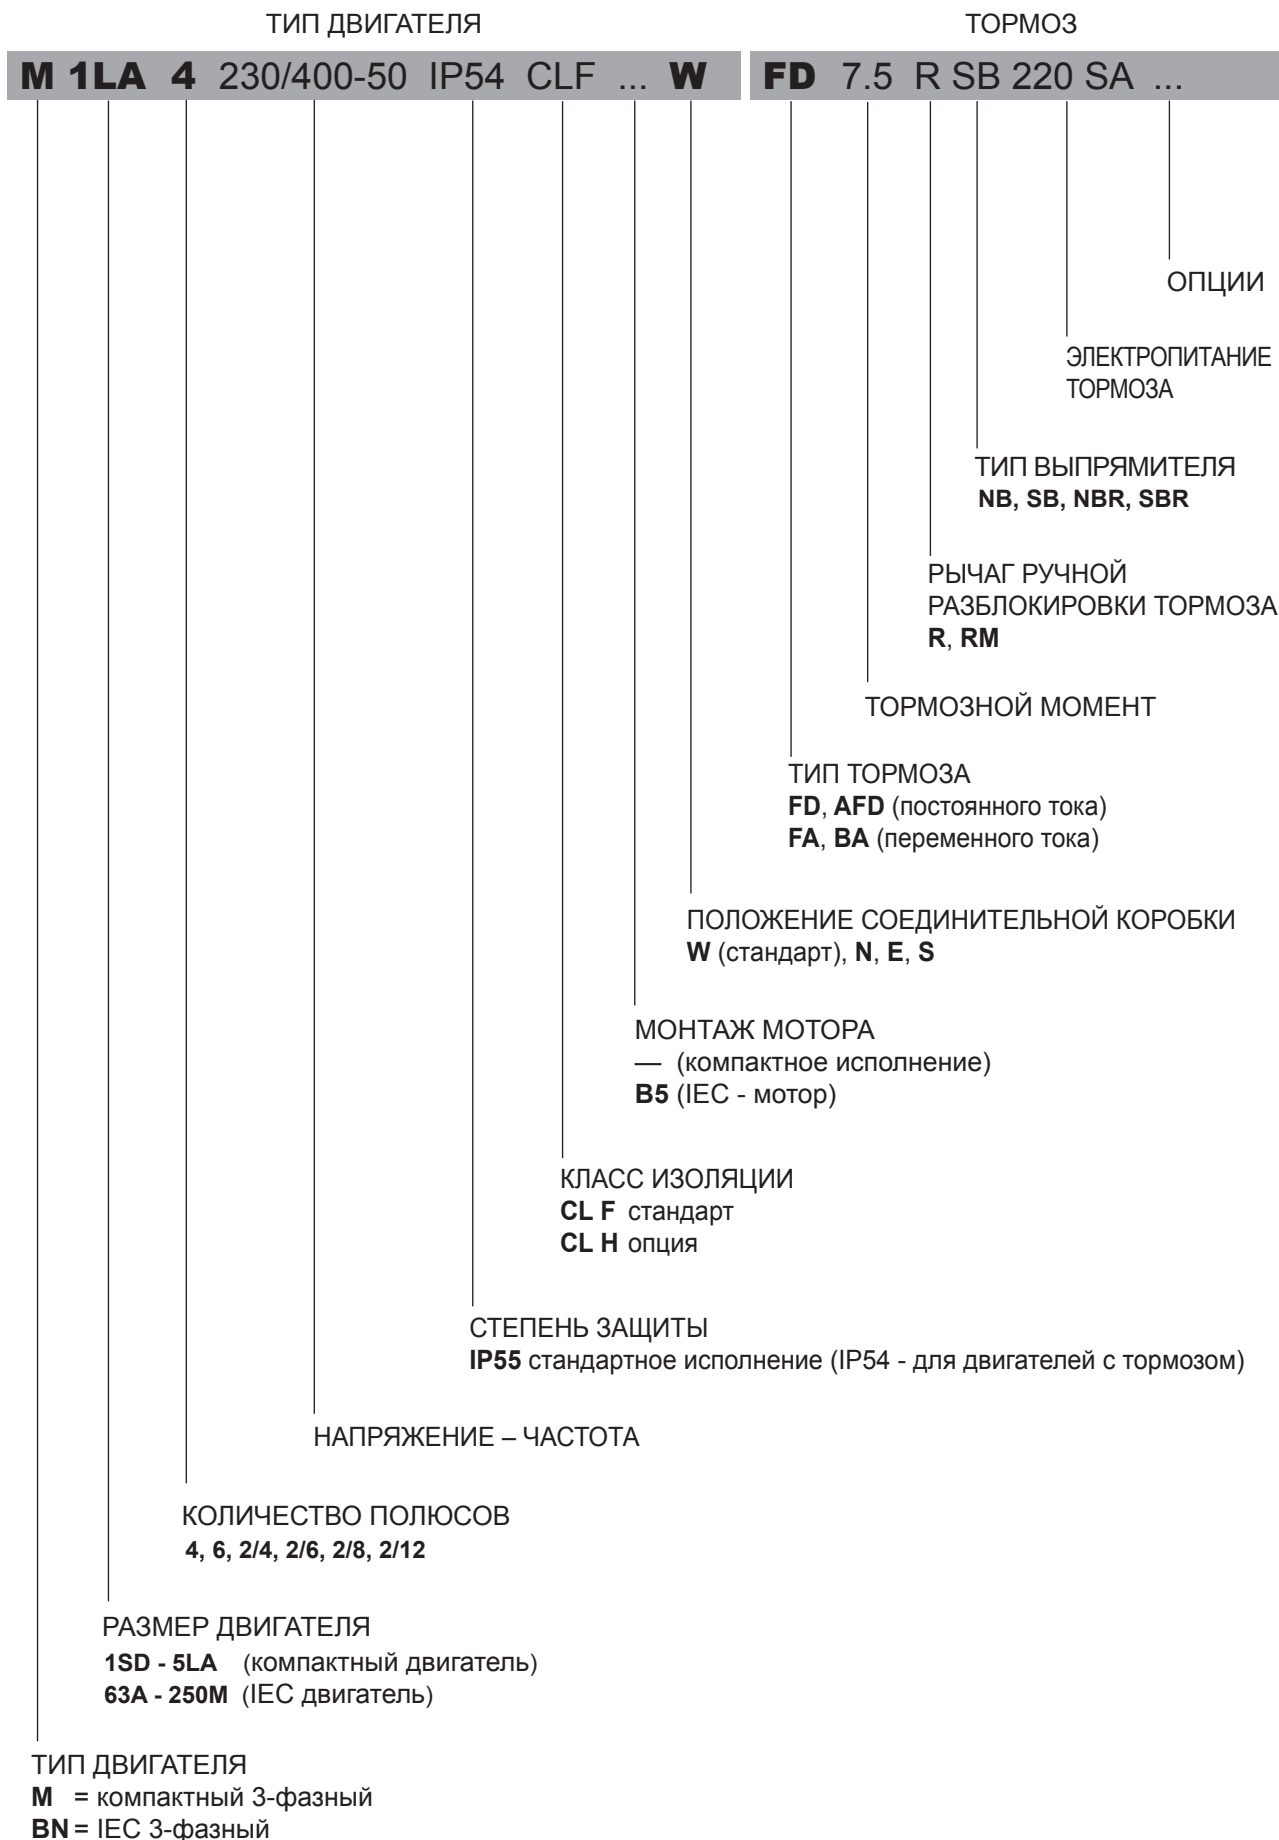 ТИП ДВИГАТЕЛЯ ТОРМОЗ
M 1LA 4 230/400-50 IP54 CLF ... W FD 7.5 R SB 220 SA ...
ОПЦИИ
ЭЛЕКТРОПИТАНИЕ
ТОРМОЗА
ТИП ВЫПРЯМИТЕЛЯ
NB, SB, NBR, SBR
РЫЧАГ РУЧНОЙ
РАЗБЛОКИРОВКИ ТОРМОЗА
R, RM
ТОРМОЗНОЙ МОМЕНТ
ТИП ТОРМОЗА
FD, AFD (постоянного тока)
FA, BA (переменного тока)
ПОЛОЖЕНИЕ СОЕДИНИТЕЛЬНОЙ КОРОБКИ
W (стандарт), N, E, S
МОНТАЖ МОТОРА
— (компактное исполнение)
B5 (IEC - мотор)
КЛАСС ИЗОЛЯЦИИ
CL F стандарт
CL H опция
СТЕПЕНЬ ЗАЩИТЫ
IP55 стандартное исполнение (IP54 - для двигателей с тормозом)
НАПРЯЖЕНИЕ – ЧАСТОТА
КОЛИЧЕСТВО ПОЛЮСОВ
4, 6, 2/4, 2/6, 2/8, 2/12
РАЗМЕР ДВИГАТЕЛЯ
1SD - 5LA (компактный двигатель)
63A - 250M (IEC двигатель)
ТИП ДВИГАТЕЛЯ
M = компактный 3-фазный
BN = IEC 3-фазный